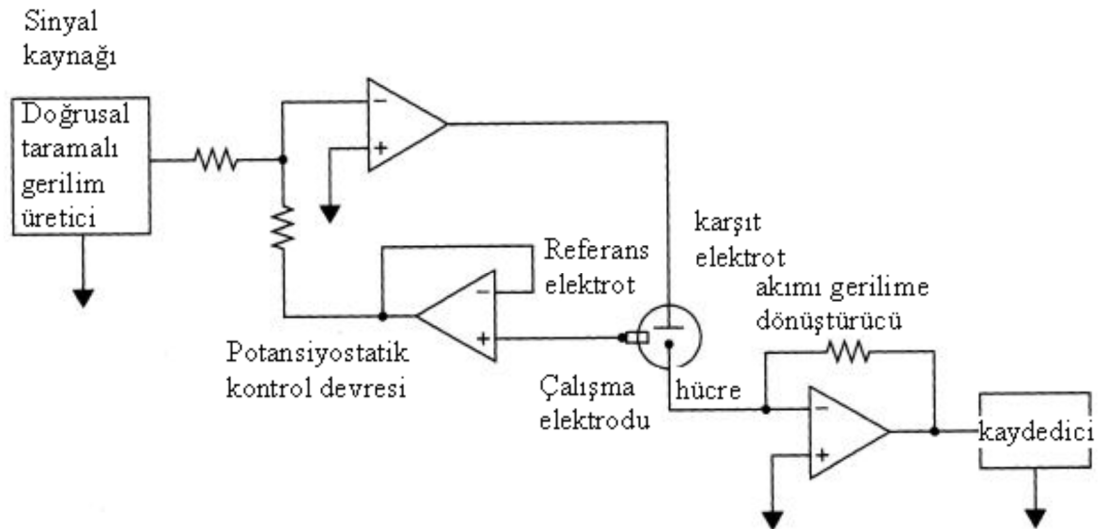 Sinyal
kaynağı
Doğrusal
taramalı
gerilim
üretici
−
+
karşıt
elektrot
Referans
elektrot
−
+
akımı gerilime
dönüştürücü
Potansiyostatik
kontrol devresi
Çalışma
elektrodu
hücre
−
+
kaydedici